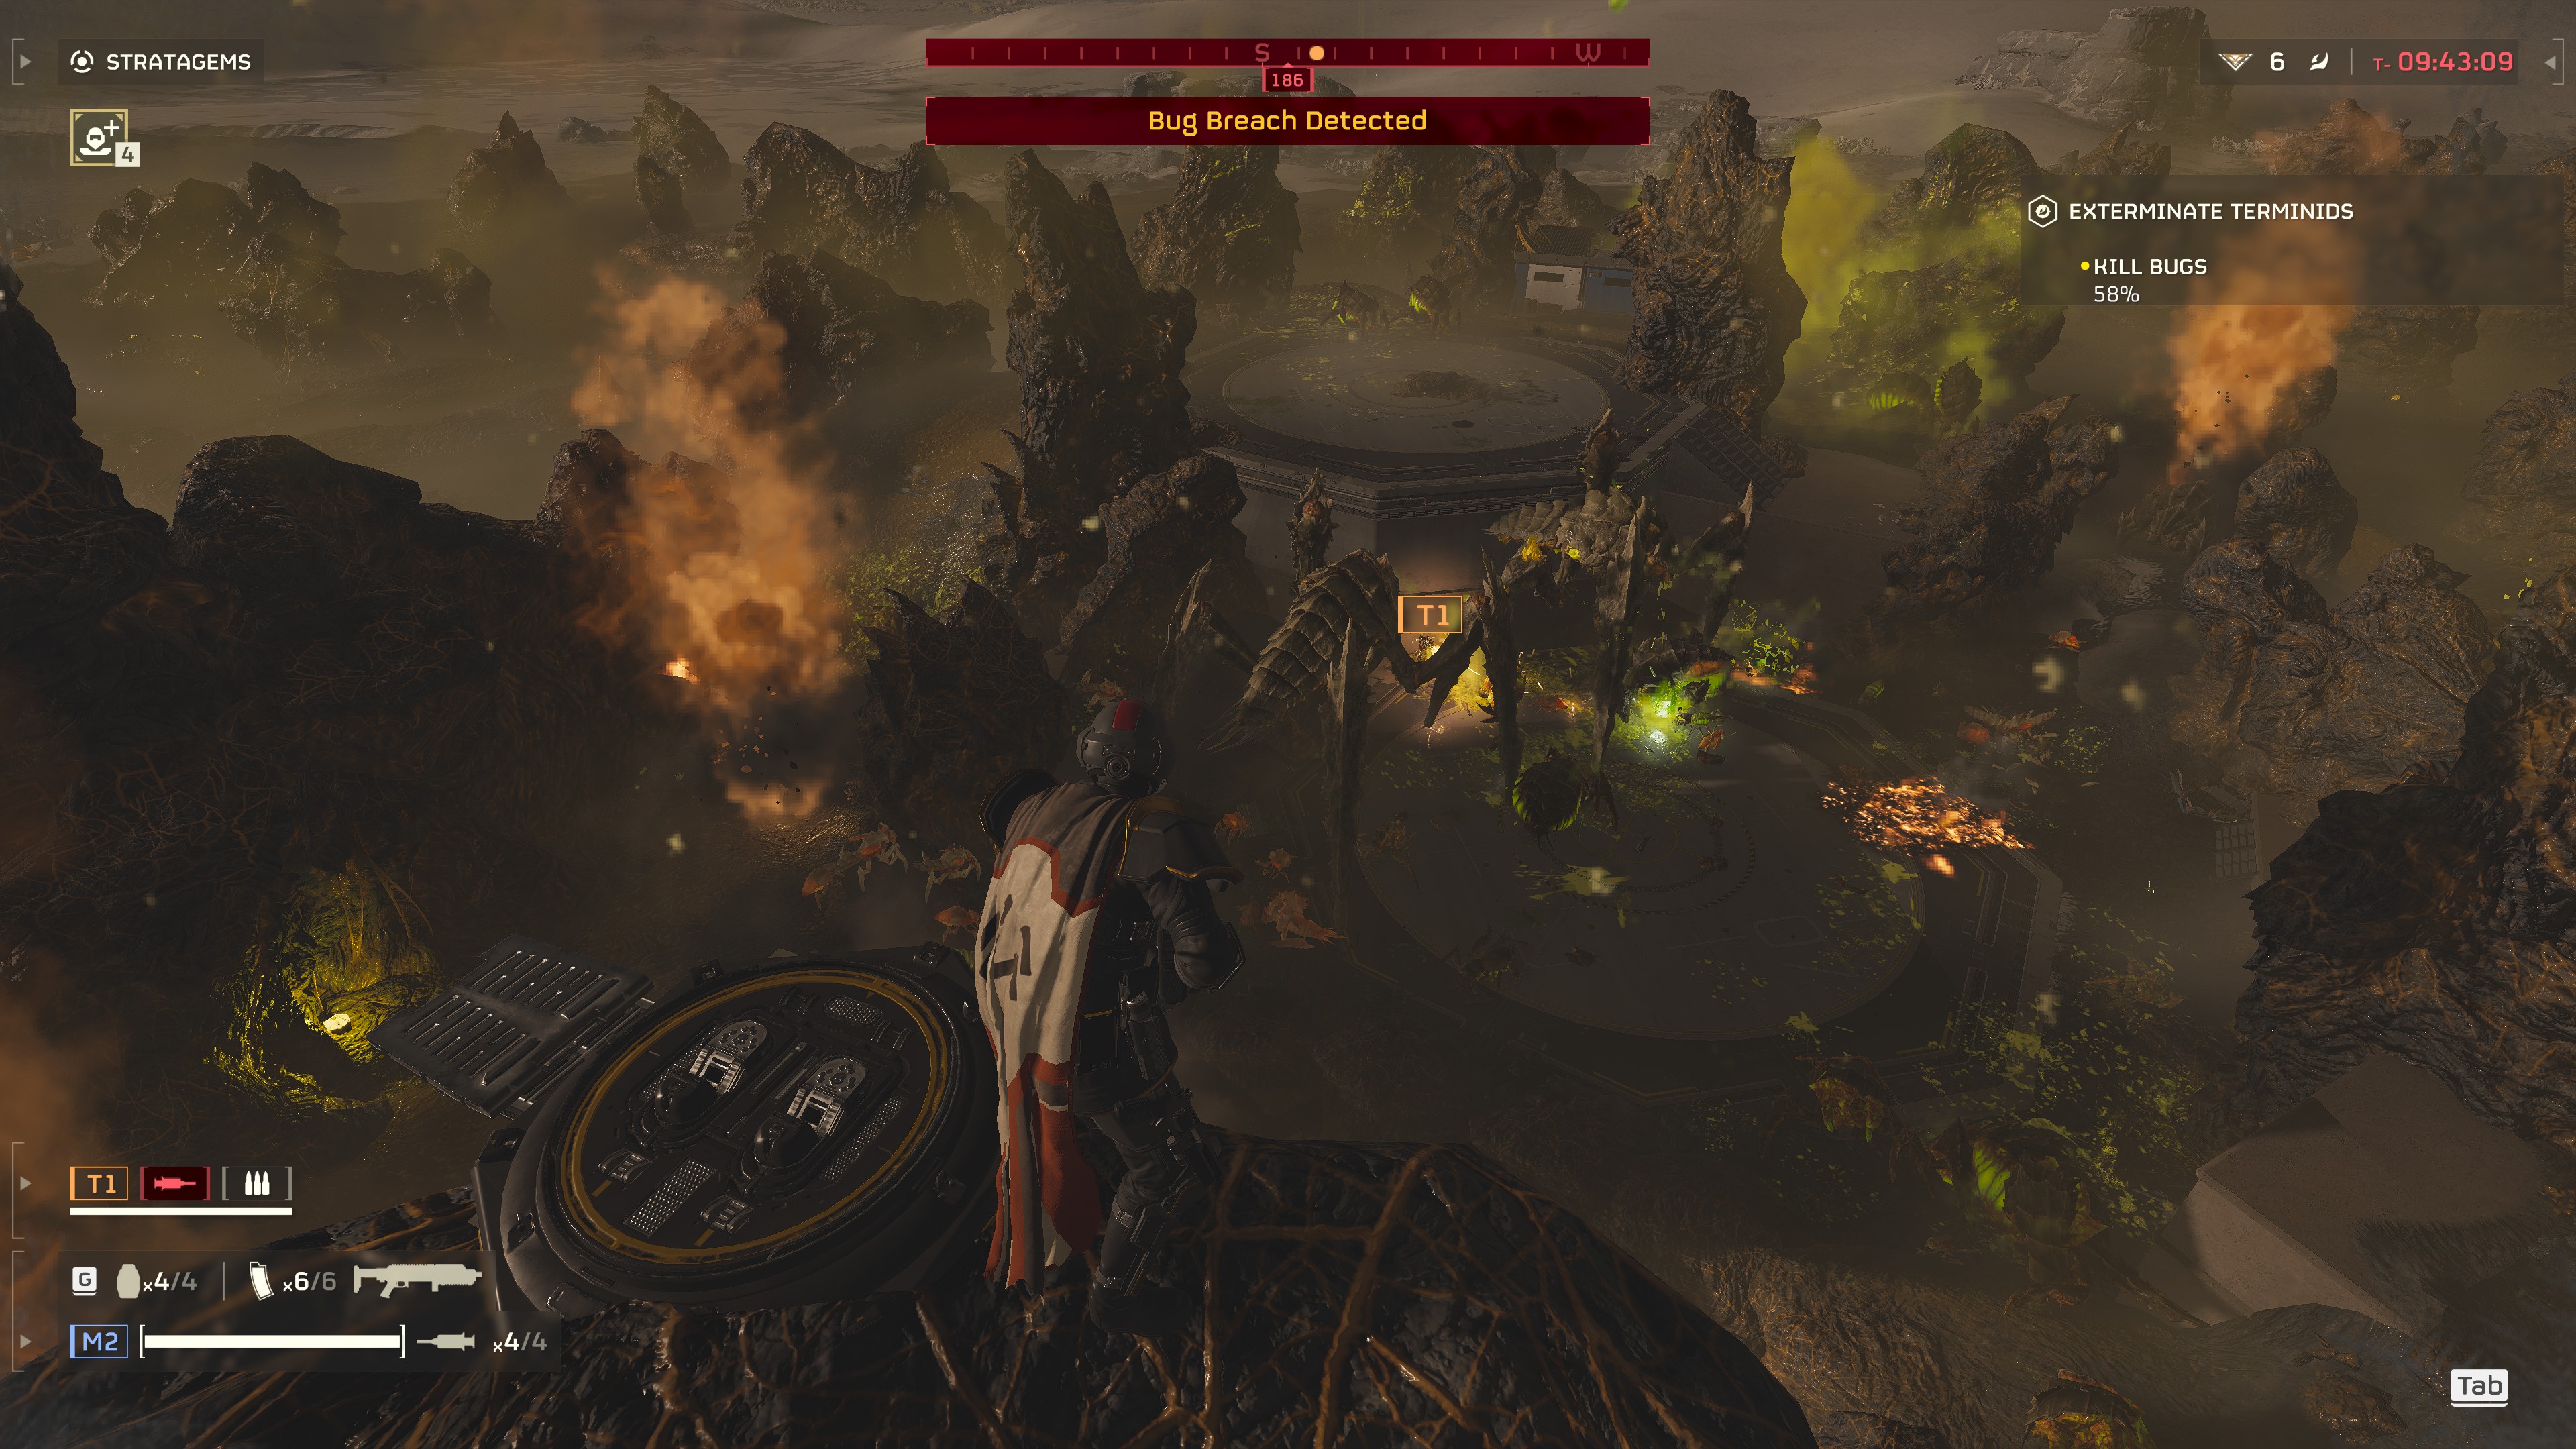 STRATAGEMS
4
S
W
186
Bug Breach Detected
6
T- 09:43:09
EXTERMINATE TERMINIDS
KILL BUGS
58%
T1
T1
G
x4/4
x6/6
M2
x4/4
Tab